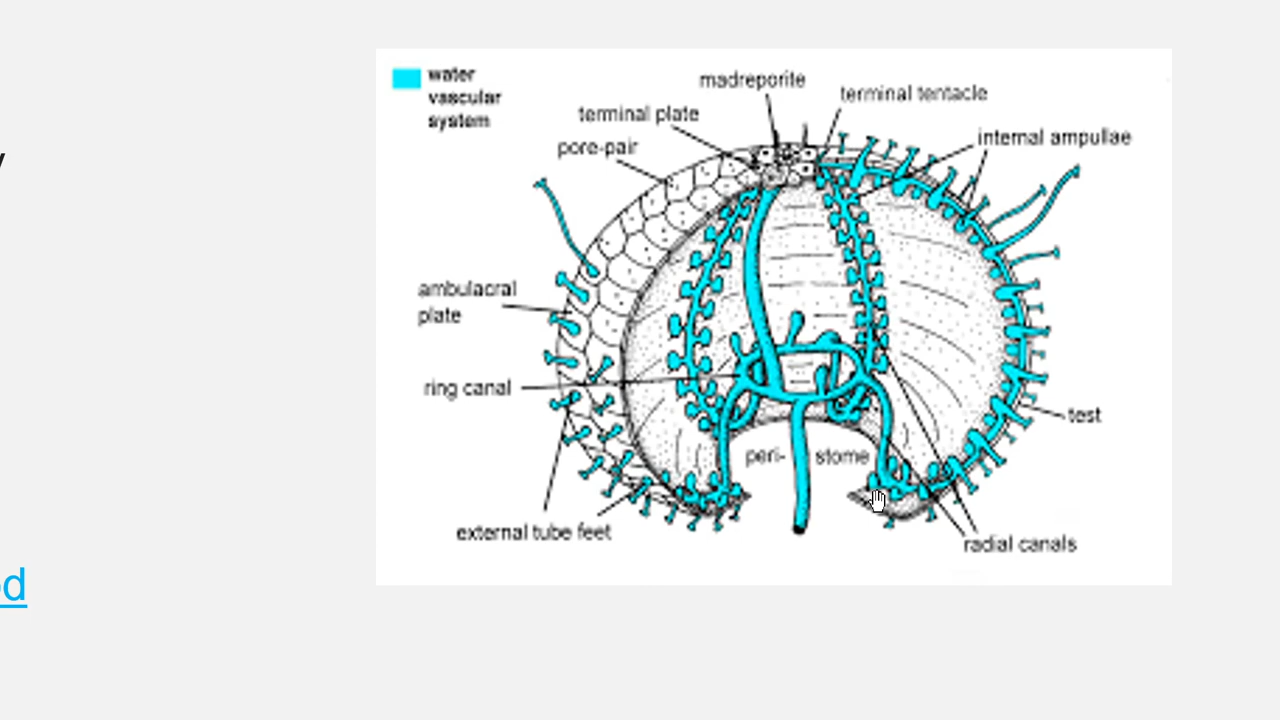 water
vascular
system
madreporite
terminal tentacle
terminal plate
internal ampullae
pore-pair
y
ambulacral
plate
ring canal
test
peri- stome
external tube feet
radial canals
od